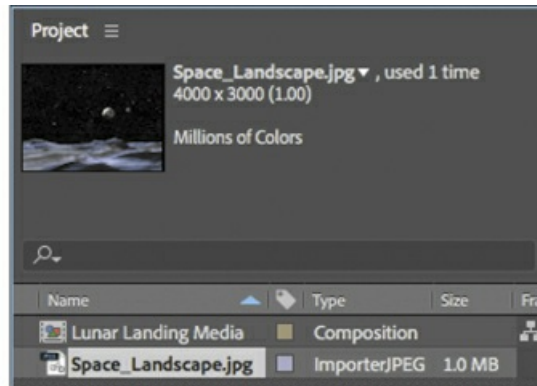 Project
Space_Landscape.jpg ▾ , used 1 time
4000 x 3000 (1.00)
Millions of Colors
Name Type Size Fra
Lunar Landing Media Composition
Space_Landscape.jpg ImporterJPEG 1.0 MB